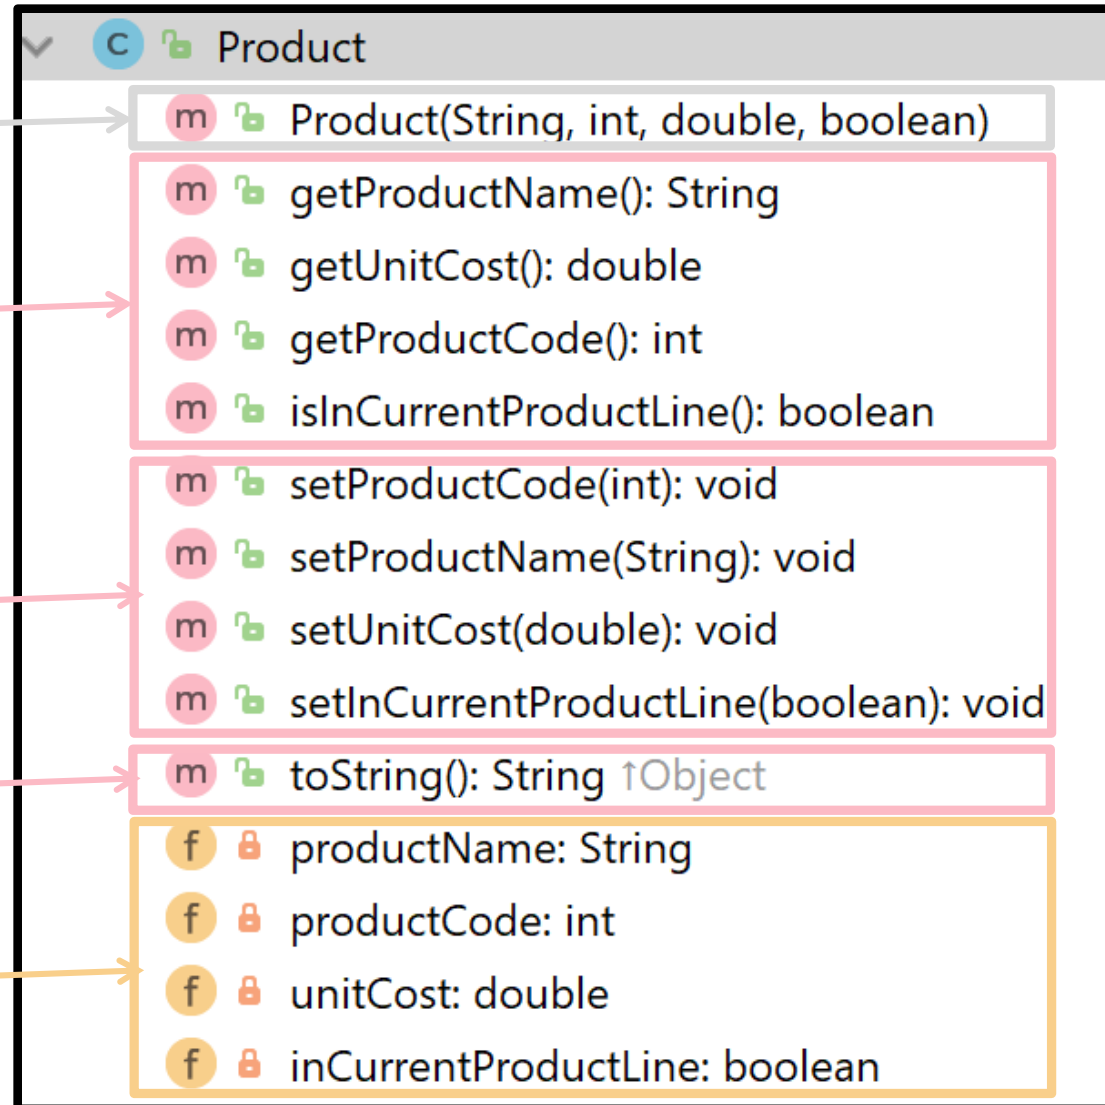 C Product
m Product(String, int, double, boolean)
m getProductName(): String
m getUnitCost(): double
m getProductCode(): int
m isInCurrentProductLine(): boolean
m setProductCode(int): void
m setProductName(String): void
m setUnitCost(double): void
m setInCurrentProductLine(boolean): void
m toString(): String ↑Object
f productName: String
f productCode: int
f unitCost: double
f inCurrentProductLine: boolean